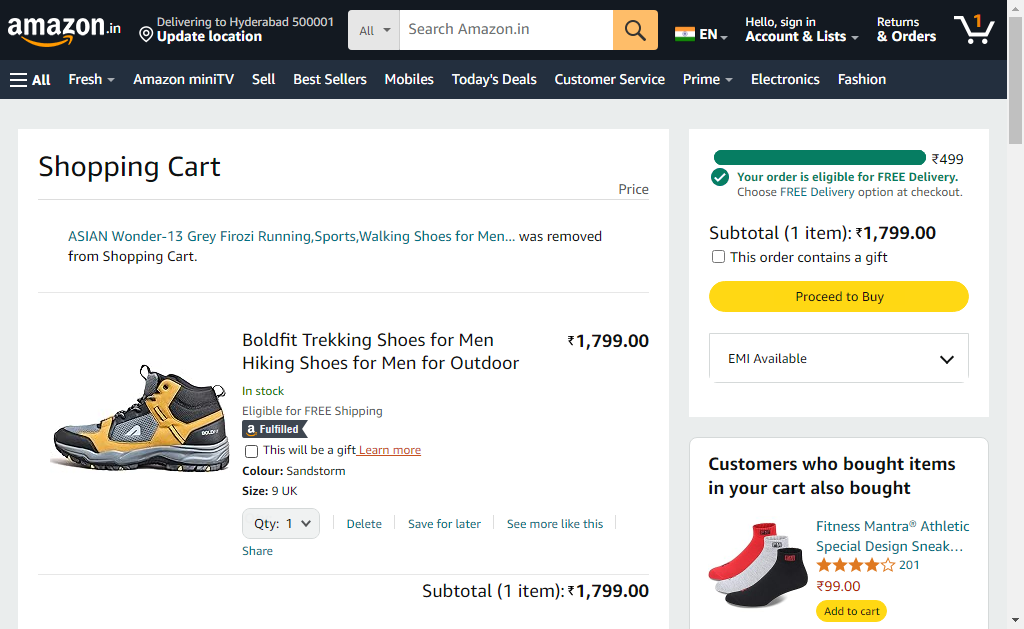 amazon.in
Delivering to Hyderabad 500001
Update location
All
Search Amazon.in
EN
Hello, sign in
Account & Lists
Returns
& Orders
1
All
Fresh
Amazon miniTV
Sell
Best Sellers
Mobiles
Today's Deals
Customer Service
Prime
Electronics
Fashion
Shopping Cart
Price
ASIAN Wonder-13 Grey Firozi Running,Sports,Walking Shoes for Men... was removed
from Shopping Cart.
Boldfit Trekking Shoes for Men
Hiking Shoes for Men for Outdoor
₹1,799.00
In stock
Eligible for FREE Shipping
a Fulfilled
This will be a gift Learn more
Colour: Sandstorm
Size: 9 UK
Qty: 1
Delete
Save for later
See more like this
Share
BOLDFIT
Subtotal (1 item): ₹1,799.00
₹499
Your order is eligible for FREE Delivery.
Choose FREE Delivery option at checkout.
Subtotal (1 item): ₹1,799.00
This order contains a gift
Proceed to Buy
EMI Available
Customers who bought items
in your cart also bought
Fitness Mantra® Athletic
Special Design Sneak…
201
₹99.00
Add to cart